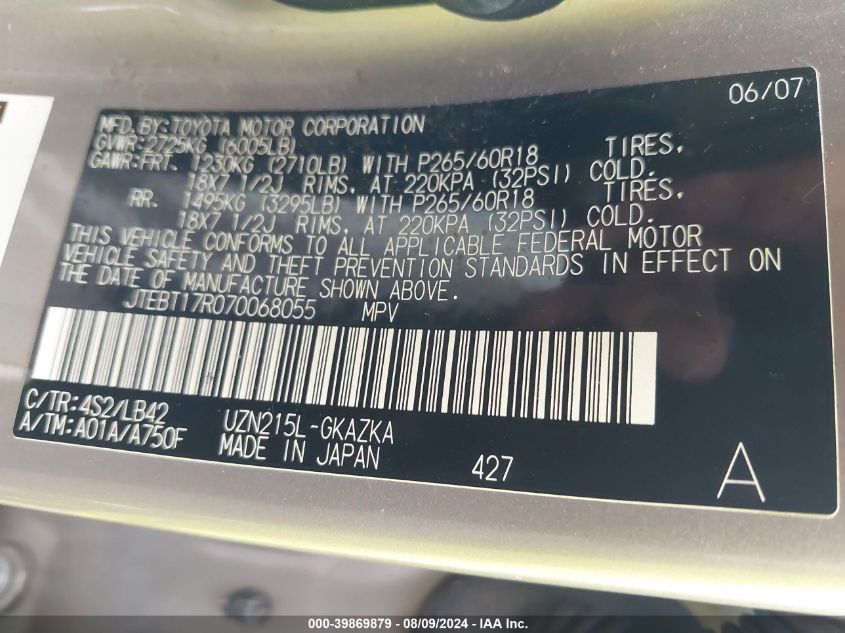 06/07
MFD. BY: TOYOTA MOTOR CORPORATION
GVWR: 2725KG (6005LB)
GAWR: FRT. 1230KG (2710LB) WITH P265/60R18 TIRES,
18X7 1/2J RIMS, AT 220KPA (32PSI) COLD.
RR. 1495KG (3295LB) WITH P265/60R18 TIRES,
18X7 1/2J RIMS, AT 220KPA (32PSI) COLD.
THIS VEHICLE CONFORMS TO ALL APPLICABLE FEDERAL MOTOR
VEHICLE SAFETY AND THEFT PREVENTION STANDARDS IN EFFECT ON
THE DATE OF MANUFACTURE SHOWN ABOVE.
JTEBT17R070068055 MPV
C/TR: 4S2/LB42 UZN215L-GKAZKA
A/TM: A01A/A750F MADE IN JAPAN 427 A
000-39869879 - 08/09/2024 - IAA Inc.